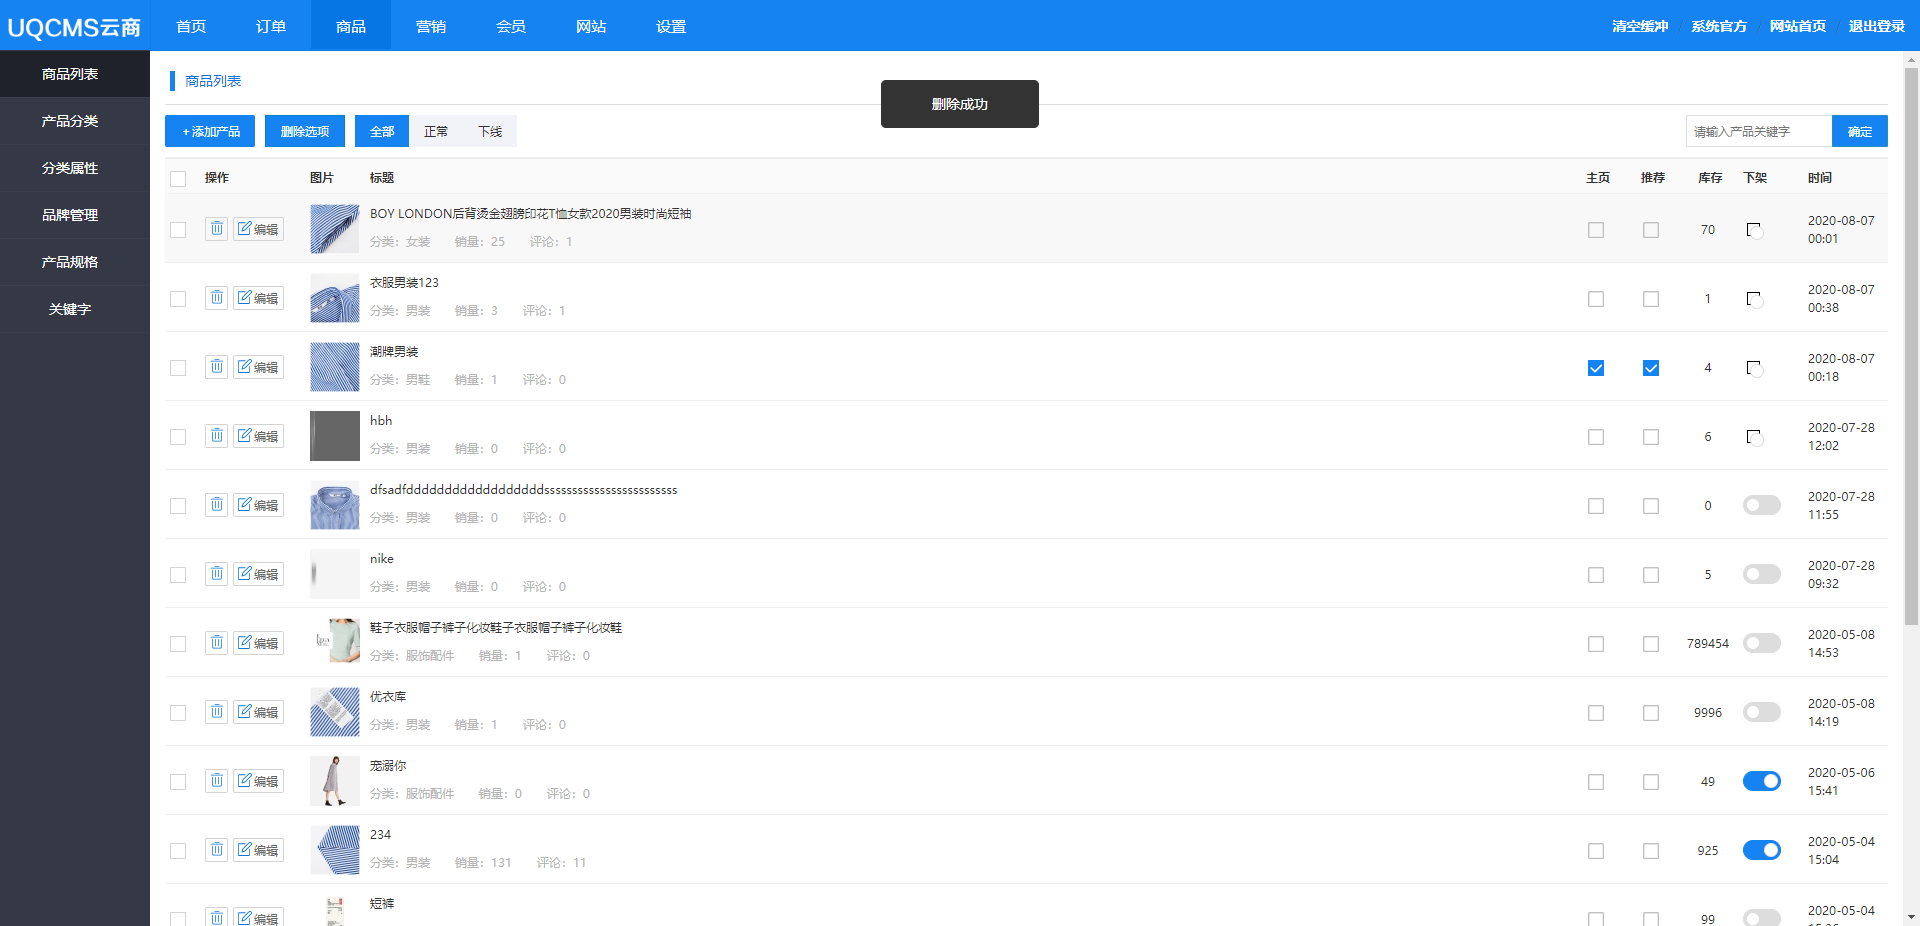 UQCMS云商 首页 订单 商品 营销 会员 网站 设置 清空缓冲 系统官方 网站首页 退出登录
商品列表
产品分类
分类属性
品牌管理
产品规格
关键字
商品列表
删除成功
+ 添加产品 删除选项 全部 正常 下线 请输入产品关键字 确定
操作 图片 标题 主页 推荐 库存 下架 时间
编辑 BOY LONDON后背烫金翅膀印花T恤女款2020男装时尚短袖
分类：女装 销量：25 评论：1
70 2020-08-07
00:01
编辑 衣服男装123
分类：男装 销量：3 评论：1
1 2020-08-07
00:38
编辑 潮牌男装
分类：男鞋 销量：1 评论：0
4 2020-08-07
00:18
编辑 hbh
分类：男装 销量：0 评论：0
6 2020-07-28
12:02
编辑 dfsadfddddddddddddddddddssssssssssssssssssssssss
分类：男装 销量：0 评论：0
0 2020-07-28
11:55
编辑 nike
分类：男装 销量：0 评论：0
5 2020-07-28
09:32
编辑 鞋子衣服帽子裤子化妆鞋子衣服帽子裤子化妆鞋
分类：服饰配件 销量：1 评论：0
789454 2020-05-08
14:53
编辑 优衣库
分类：男装 销量：1 评论：0
9996 2020-05-08
14:19
编辑 宠溺你
分类：服饰配件 销量：0 评论：0
49 2020-05-06
15:41
编辑 234
分类：男装 销量：131 评论：11
925 2020-05-04
15:04
编辑 短裤
99 2020-05-04